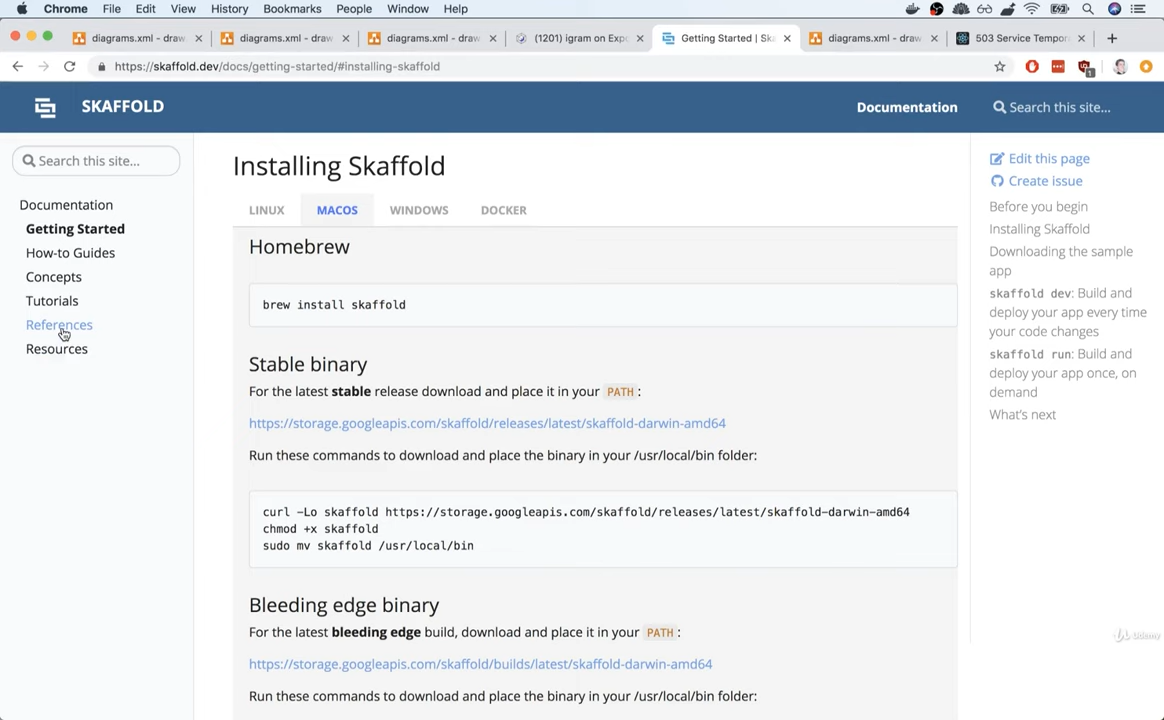 Chrome File Edit View History Bookmarks People Window Help
diagrams.xml - draw diagrams.xml - draw diagrams.xml - draw (1201) igram on Exp Getting Started | Sk diagrams.xml - draw 503 Service Tempor
https://skaffold.dev/docs/getting-started/#installing-skaffold
SKAFFOLD
Documentation
Search this site...
Search this site...
Documentation
Getting Started
How-to Guides
Concepts
Tutorials
References
Resources
Installing Skaffold
LINUX MACOS WINDOWS DOCKER
Homebrew
brew install skaffold
Stable binary
For the latest stable release download and place it in your PATH:
https://storage.googleapis.com/skaffold/releases/latest/skaffold-darwin-amd64
Run these commands to download and place the binary in your /usr/local/bin folder:
curl -Lo skaffold https://storage.googleapis.com/skaffold/releases/latest/skaffold-darwin-amd64
chmod +x skaffold
sudo mv skaffold /usr/local/bin
Bleeding edge binary
For the latest bleeding edge build, download and place it in your PATH:
https://storage.googleapis.com/skaffold/builds/latest/skaffold-darwin-amd64
Run these commands to download and place the binary in your /usr/local/bin folder:
Edit this page
Create issue
Before you begin
Installing Skaffold
Downloading the sample
app
skaffold dev: Build and
deploy your app every time
your code changes
skaffold run: Build and
deploy your app once, on
demand
What's next
Udemy